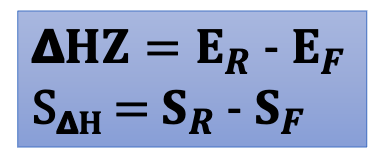 ΔHZ = E_R - E_F
S_ΔH = S_R - S_F